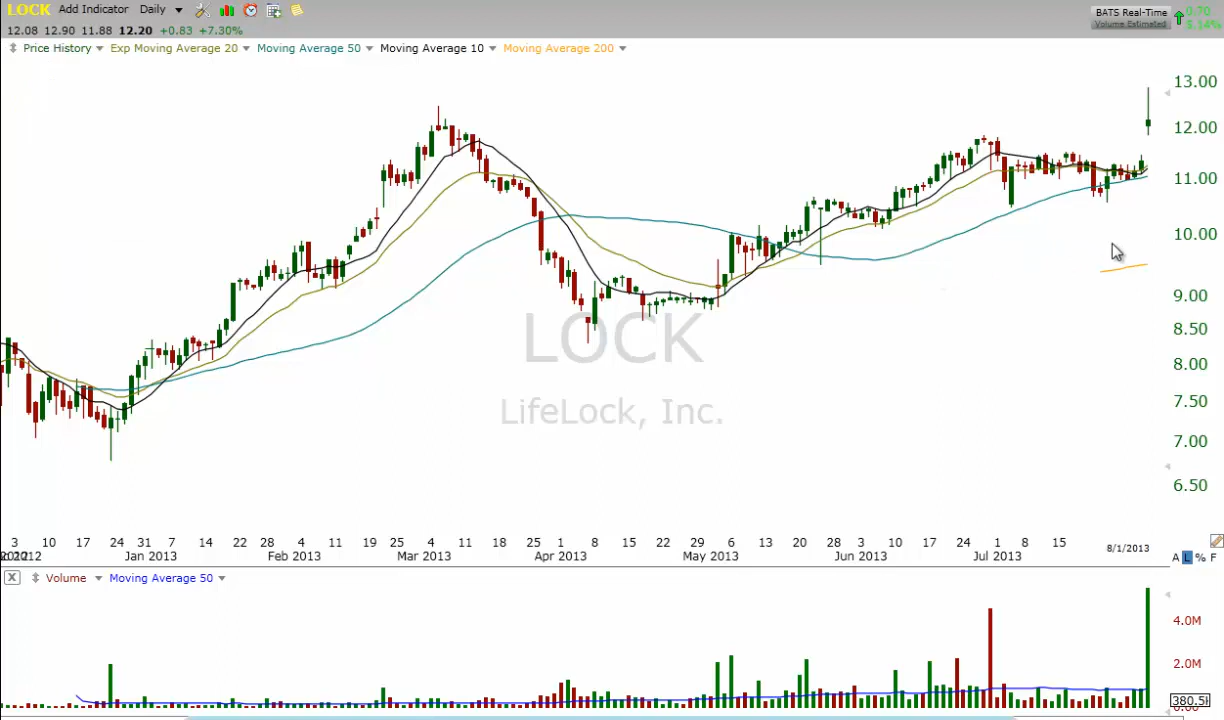 LOCK Add Indicator Daily
BATS Real-Time 0.70
Volume Estimated 6.14%
12.08 12.90 11.88 12.20 +0.83 +7.30%
Price History Exp Moving Average 20 Moving Average 50 Moving Average 10 Moving Average 200
13.00
12.00
11.00
10.00
9.00
8.50
8.00
7.50
7.00
6.50
LOCK
LifeLock, Inc.
3 10 17 24 31 7 14 22 28 4 11 19 25 4 11 18 25 1 8 15 22 29 6 13 20 28 3 10 17 24 1 8 15
2012 Jan 2013 Feb 2013 Mar 2013 Apr 2013 May 2013 Jun 2013 Jul 2013 8/1/2013
A L % F
X Volume Moving Average 50
4.0M
2.0M